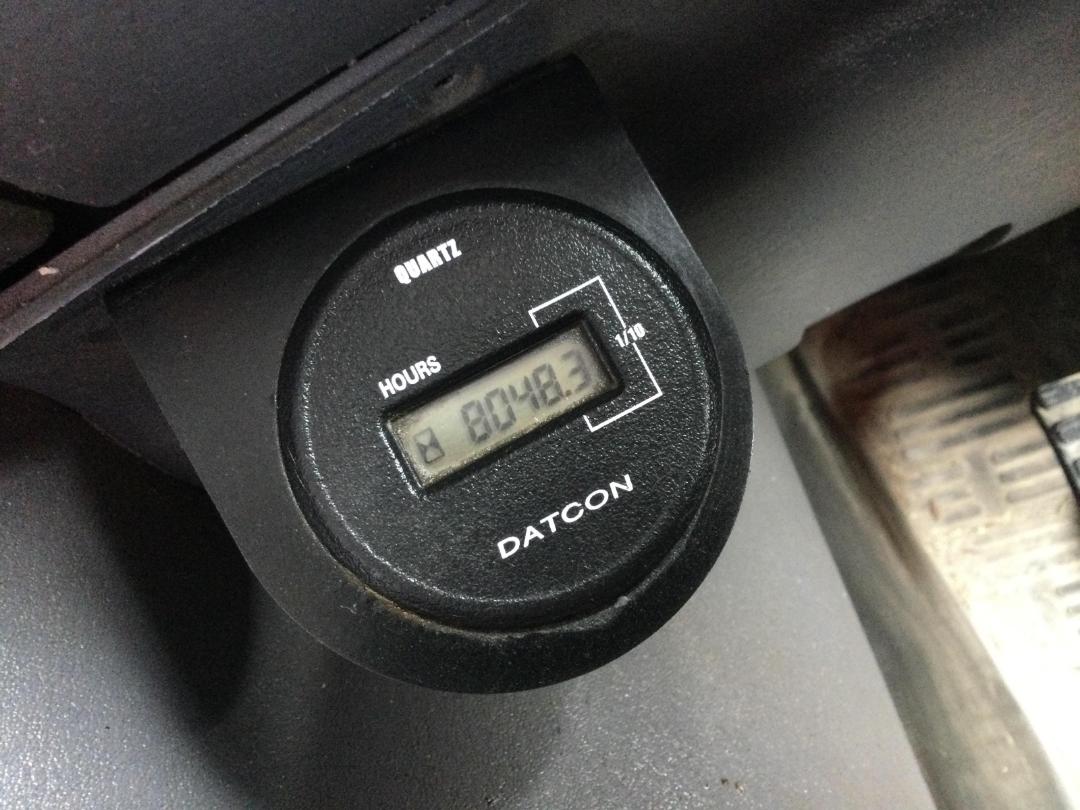 QUARTZ
HOURS
1/10
8048.3
DATCON